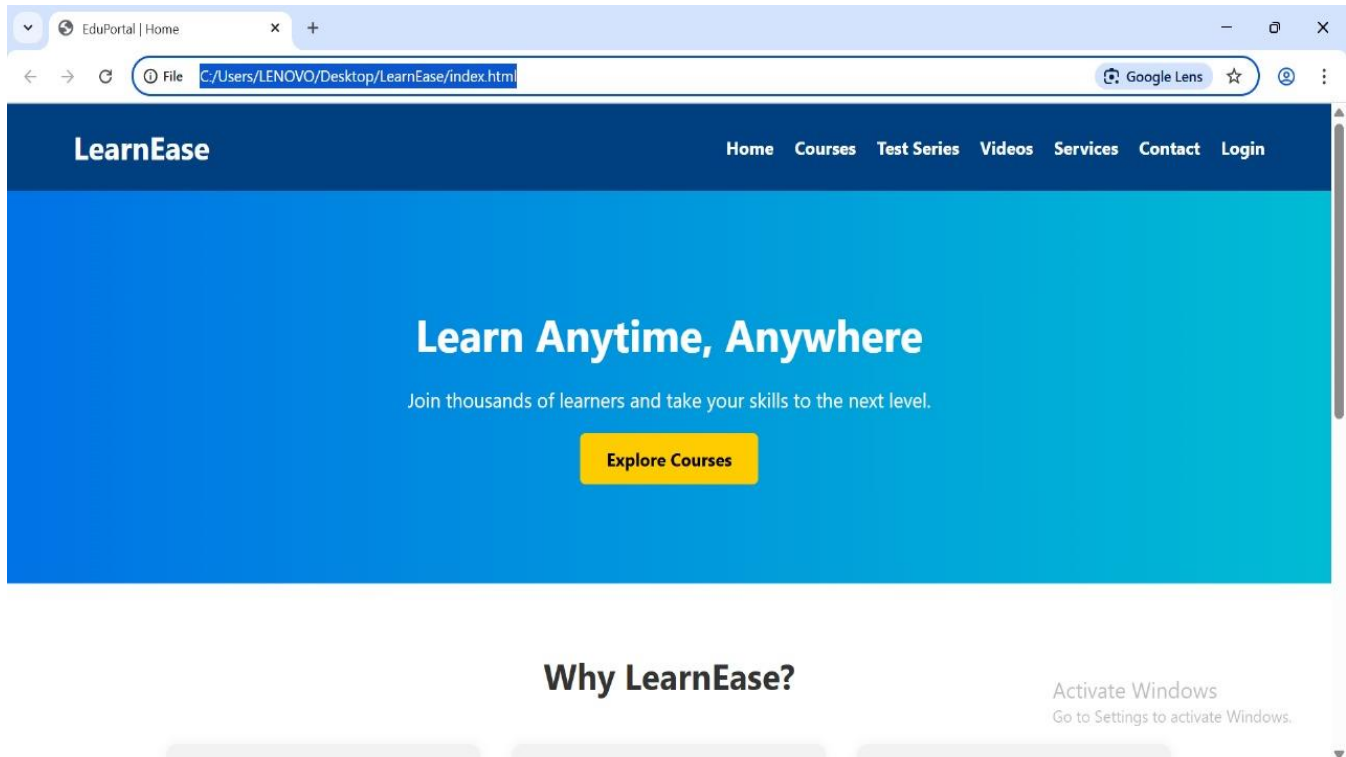 EduPortal | Home
File C:/Users/LENOVO/Desktop/LearnEase/index.html Google Lens
LearnEase Home Courses Test Series Videos Services Contact Login
Learn Anytime, Anywhere
Join thousands of learners and take your skills to the next level.
Explore Courses
Why LearnEase?
Activate Windows
Go to Settings to activate Windows.